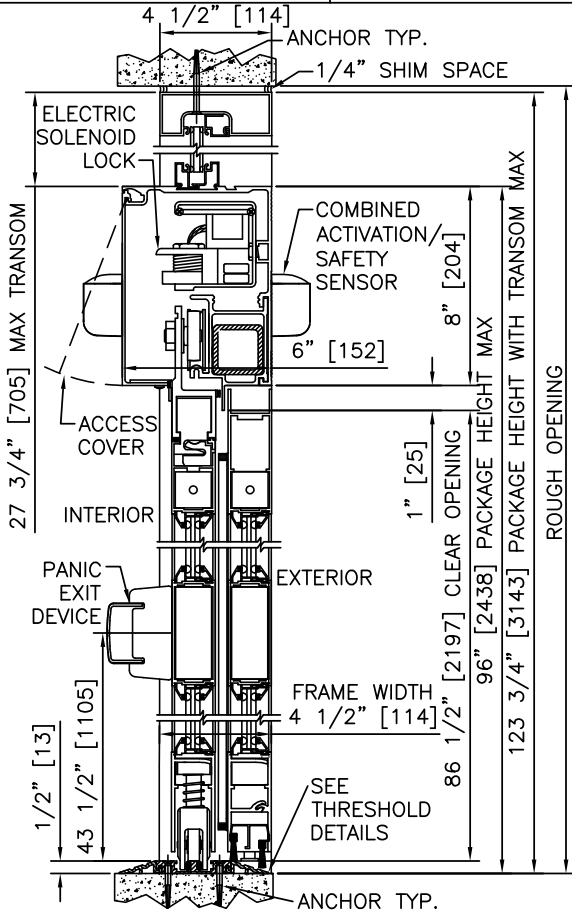 4 1/2" [114]
ANCHOR TYP.
1/4" SHIM SPACE
ELECTRIC
SOLENOID
LOCK
COMBINED
ACTIVATION/
SAFETY
SENSOR
27 3/4" [705] MAX TRANSOM
8" [204]
6" [152]
ACCESS
COVER
1" [25]
INTERIOR
EXTERIOR
PANIC
EXIT
DEVICE
86 1/2" [2197] CLEAR OPENING
96" [2438] PACKAGE HEIGHT MAX
123 3/4" [3143] PACKAGE HEIGHT WITH TRANSOM MAX
ROUGH OPENING
FRAME WIDTH
4 1/2" [114]
1/2" [13]
43 1/2" [1105]
SEE
THRESHOLD
DETAILS
ANCHOR TYP.